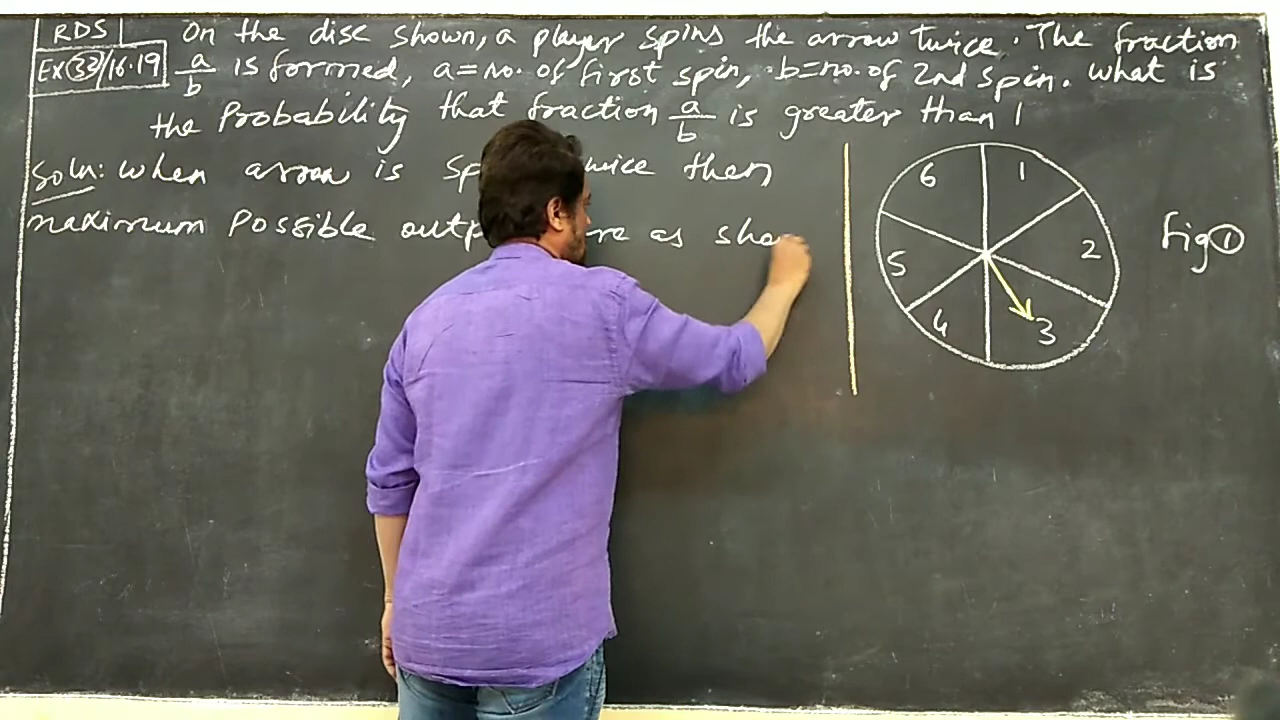 RDS
Ex 33/16.19
On the disc shown, a player spins the arrow twice. The fraction
a/b is formed, a = no. of first spin, b = no. of 2nd spin. What is
the Probability that fraction a/b is greater than 1
Soln: when arrow is twice then
maximum Possible as
6 1
5 2
4 3
Fig ①